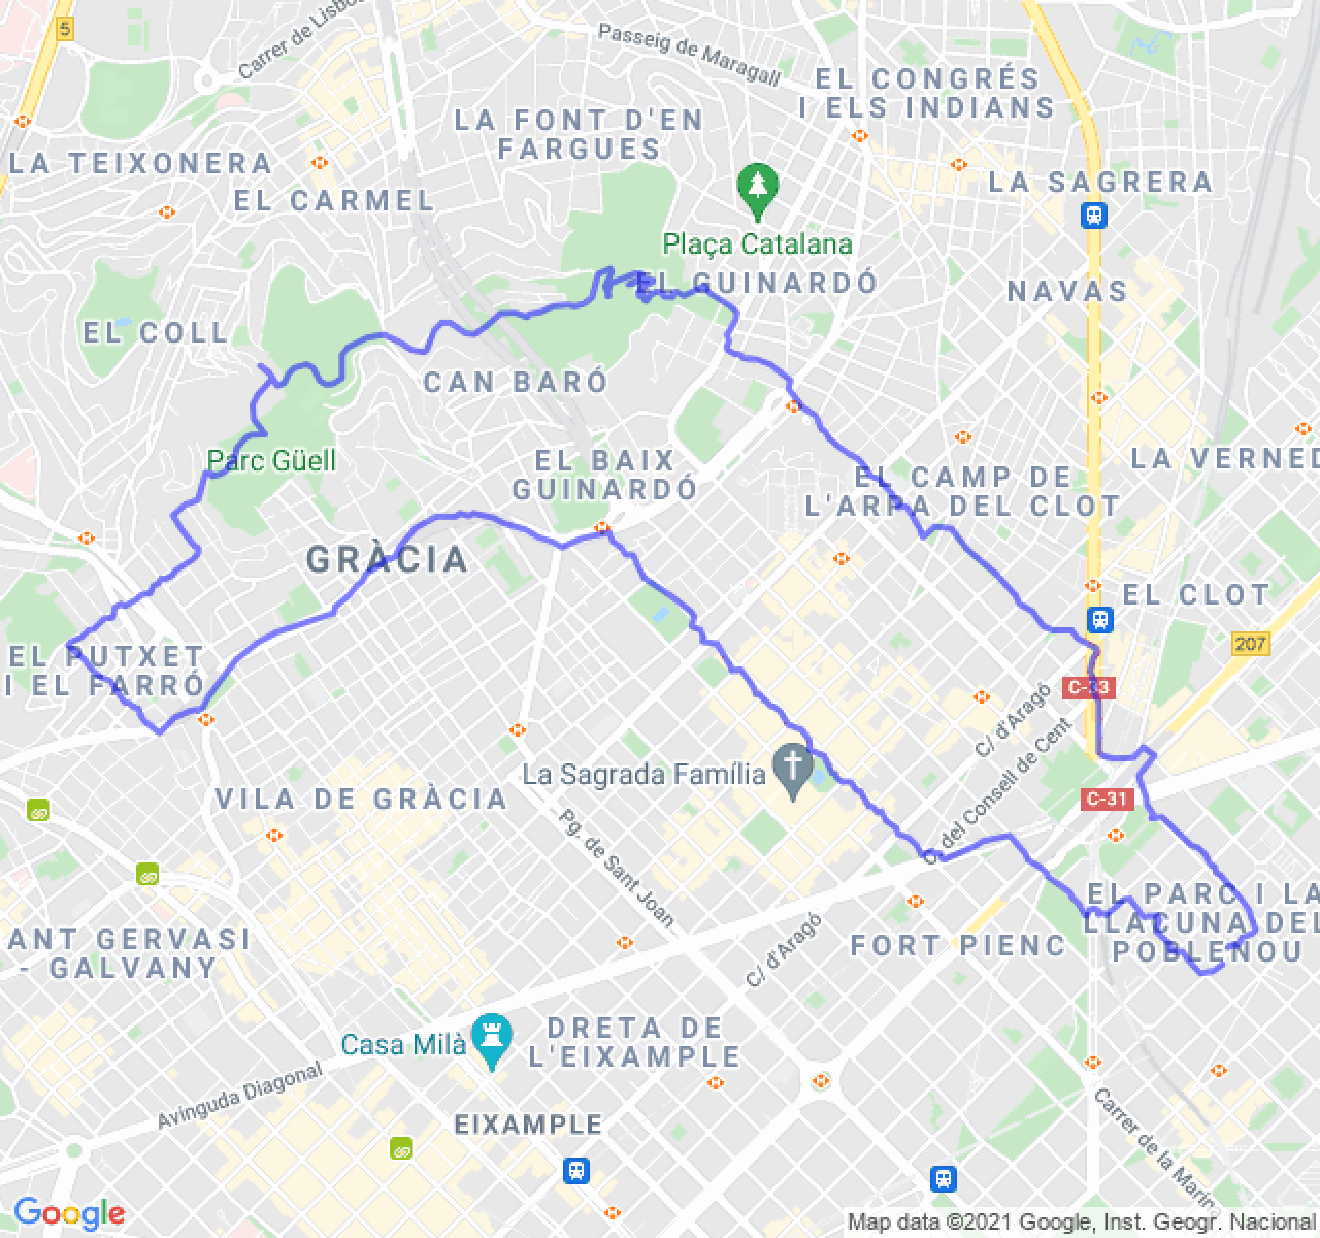 5
Carrer de Lisbo
Passeig de Maragall
EL CONGRÉS
I ELS INDIANS
LA FONT D'EN
FARGUES
LA TEIXONERA
EL CARMEL
LA SAGRERA
Plaça Catalana
EL GUINARDÓ
NAVAS
EL COLL
CAN BARÓ
Parc Güell
EL BAIX
GUINARDÓ
EL CAMP DE
L'ARPA DEL CLOT
LA VERNED
GRÀCIA
EL CLOT
207
EL PUTXET
I EL FARRÓ
C-33
C/ d'Aragó
La Sagrada Família
C. del Consell de Cent
VILA DE GRÀCIA
C-31
Pg. de Sant Joan
EL PARC I LA
LLACUNA DEL
POBLENOU
ANT GERVASI
- GALVANY
C/ d'Aragó
FORT PIENC
Casa Milà
DRETA DE
L'EIXAMPLE
Avinguda Diagonal
EIXAMPLE
Carrer de la Marin
Google
Map data ©2021 Google, Inst. Geogr. Nacional